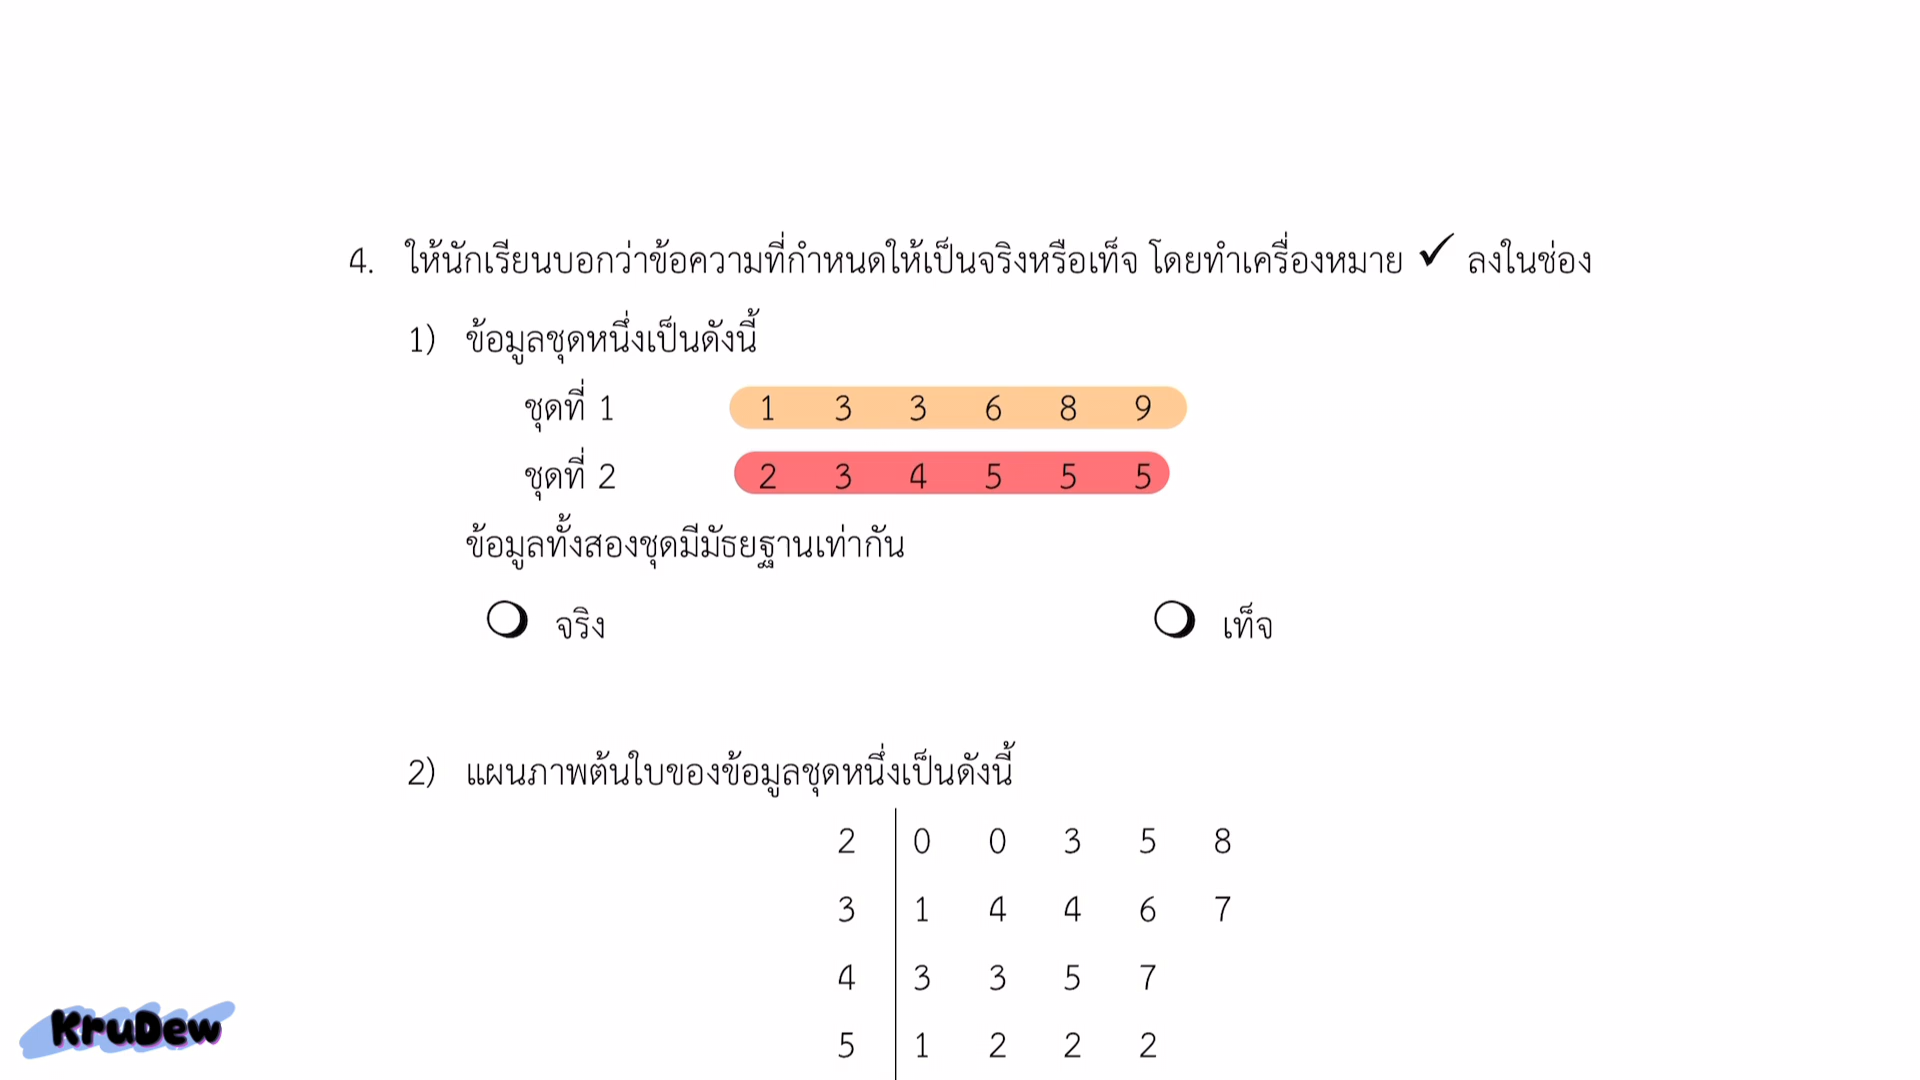 4. ให้นักเรียนบอกว่าข้อความที่กำหนดให้เป็นจริงหรือเท็จ โดยทำเครื่องหมาย ✓ ลงในช่อง
1) ข้อมูลชุดหนึ่งเป็นดังนี้
ชุดที่ 1 1 3 3 6 8 9
ชุดที่ 2 2 3 4 5 5 5
ข้อมูลทั้งสองชุดมีมัธยฐานเท่ากัน
จริง เท็จ
2) แผนภาพต้นใบของข้อมูลชุดหนึ่งเป็นดังนี้
2 0 0 3 5 8
3 1 4 4 6 7
4 3 3 5 7
5 1 2 2 2
KruDew